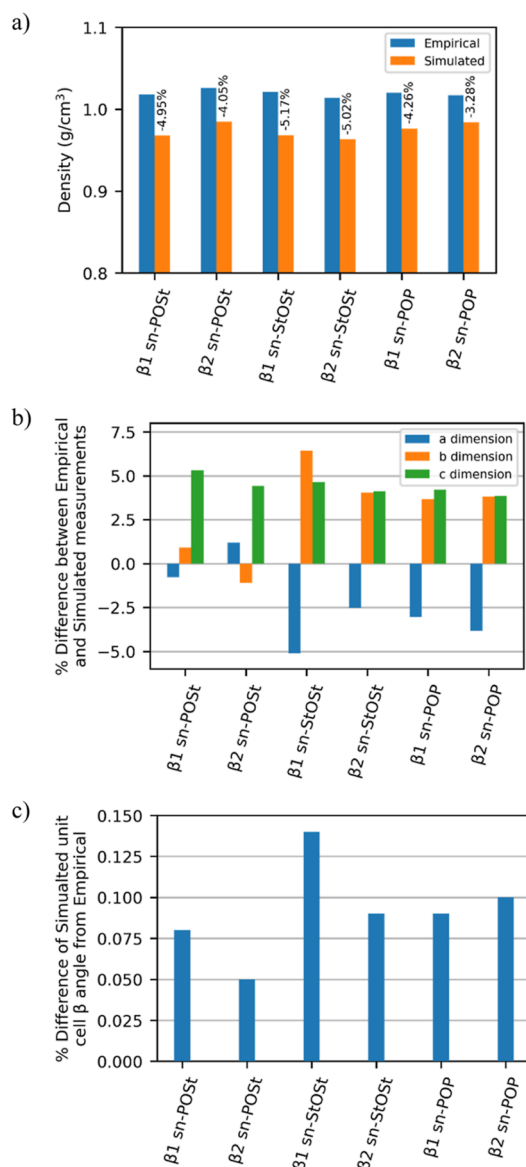 a)
1.1
1.0
0.9
0.8
Density (g/cm³)
Empirical
Simulated
-4.95%
-4.05%
-5.17%
-5.02%
-4.26%
-3.28%
β1 sn-POSt
β2 sn-POSt
β1 sn-StOSt
β2 sn-StOSt
β1 sn-POP
β2 sn-POP
b)
7.5
5.0
2.5
0.0
−2.5
−5.0
% Difference between Empirical
and Simulated measurements
a dimension
b dimension
c dimension
β1 sn-POSt
β2 sn-POSt
β1 sn-StOSt
β2 sn-StOSt
β1 sn-POP
β2 sn-POP
c)
0.150
0.125
0.100
0.075
0.050
0.025
0.000
% Difference of Simualted unit
cell β angle from Empirical
β1 sn-POSt
β2 sn-POSt
β1 sn-StOSt
β2 sn-StOSt
β1 sn-POP
β2 sn-POP